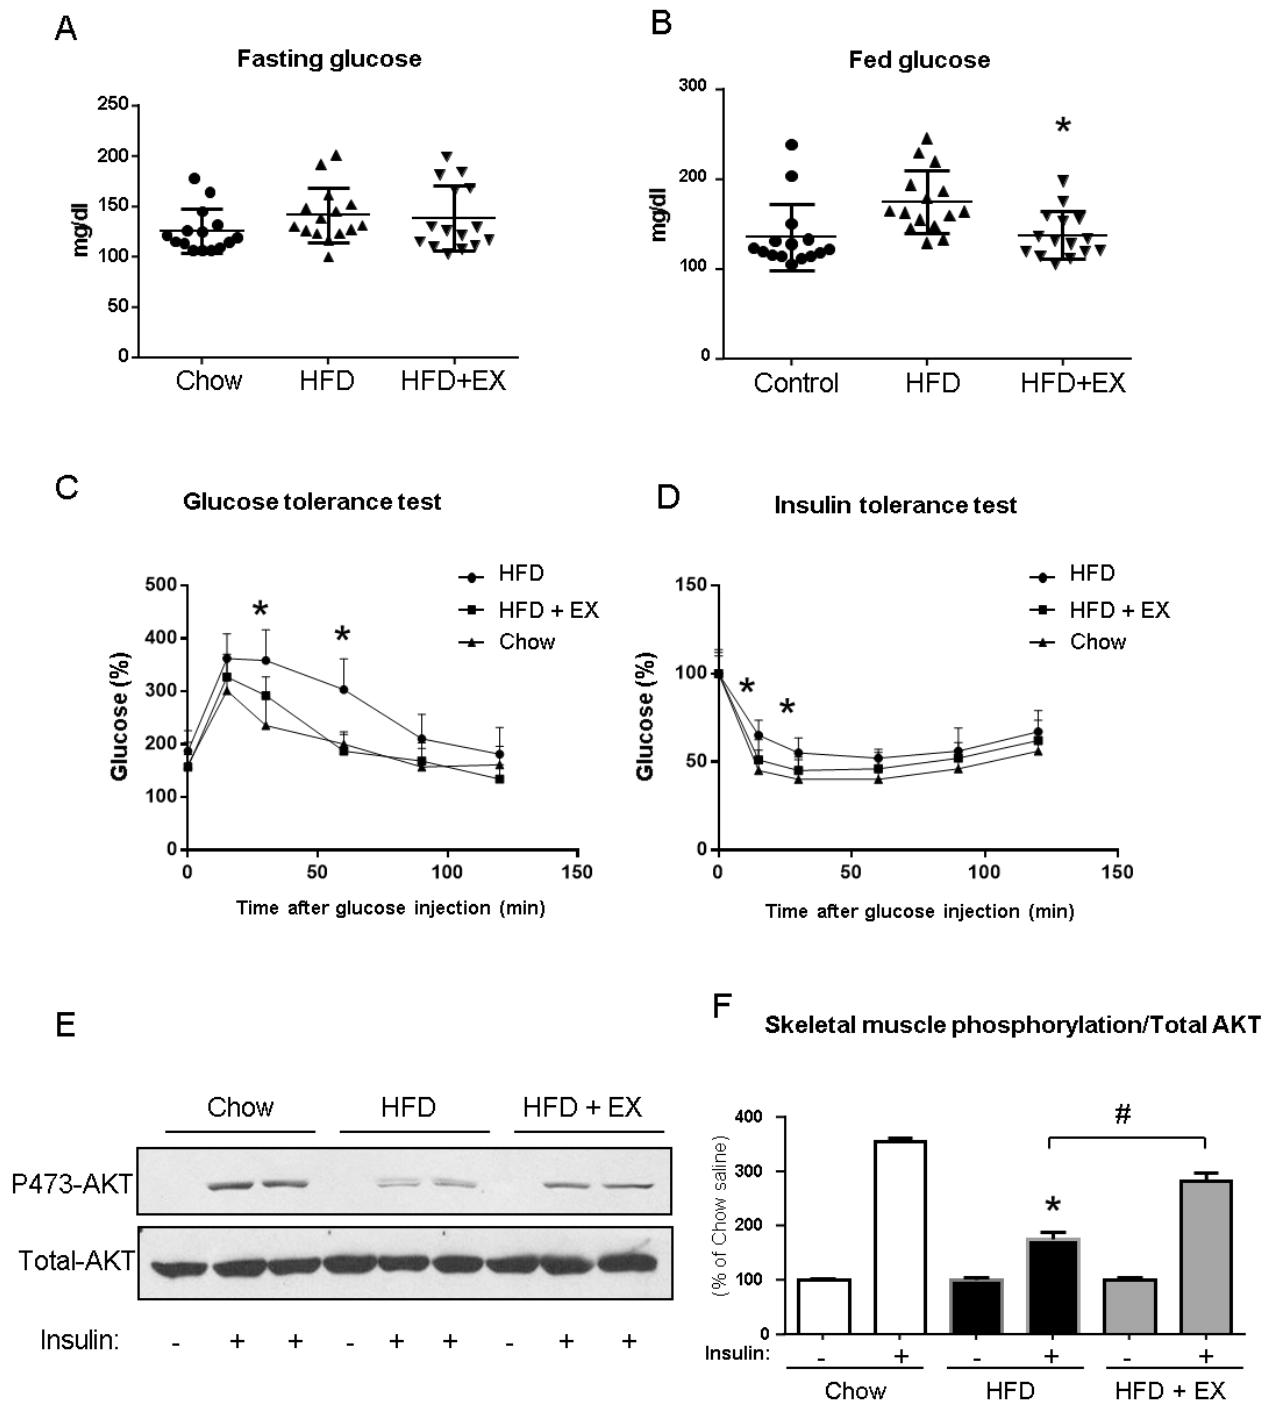 A
Fasting glucose
250
200
150
100
50
0
mg/dl
Chow HFD HFD+EX
B
Fed glucose
300
200
100
0
mg/dl
*
Control HFD HFD+EX
C
Glucose tolerance test
500
400
300
200
100
0
Glucose (%)
* *
HFD
HFD + EX
Chow
0 50 100 150
Time after glucose injection (min)
D
Insulin tolerance test
150
100
50
0
Glucose (%)
* *
HFD
HFD + EX
Chow
0 50 100 150
Time after glucose injection (min)
E
Chow HFD HFD + EX
P473-AKT
Total-AKT
Insulin: - + + - + + - + +
F
Skeletal muscle phosphorylation/Total AKT
400
300
200
100
0
(% of Chow saline)
#
*
Insulin: - + - + - +
Chow HFD HFD + EX